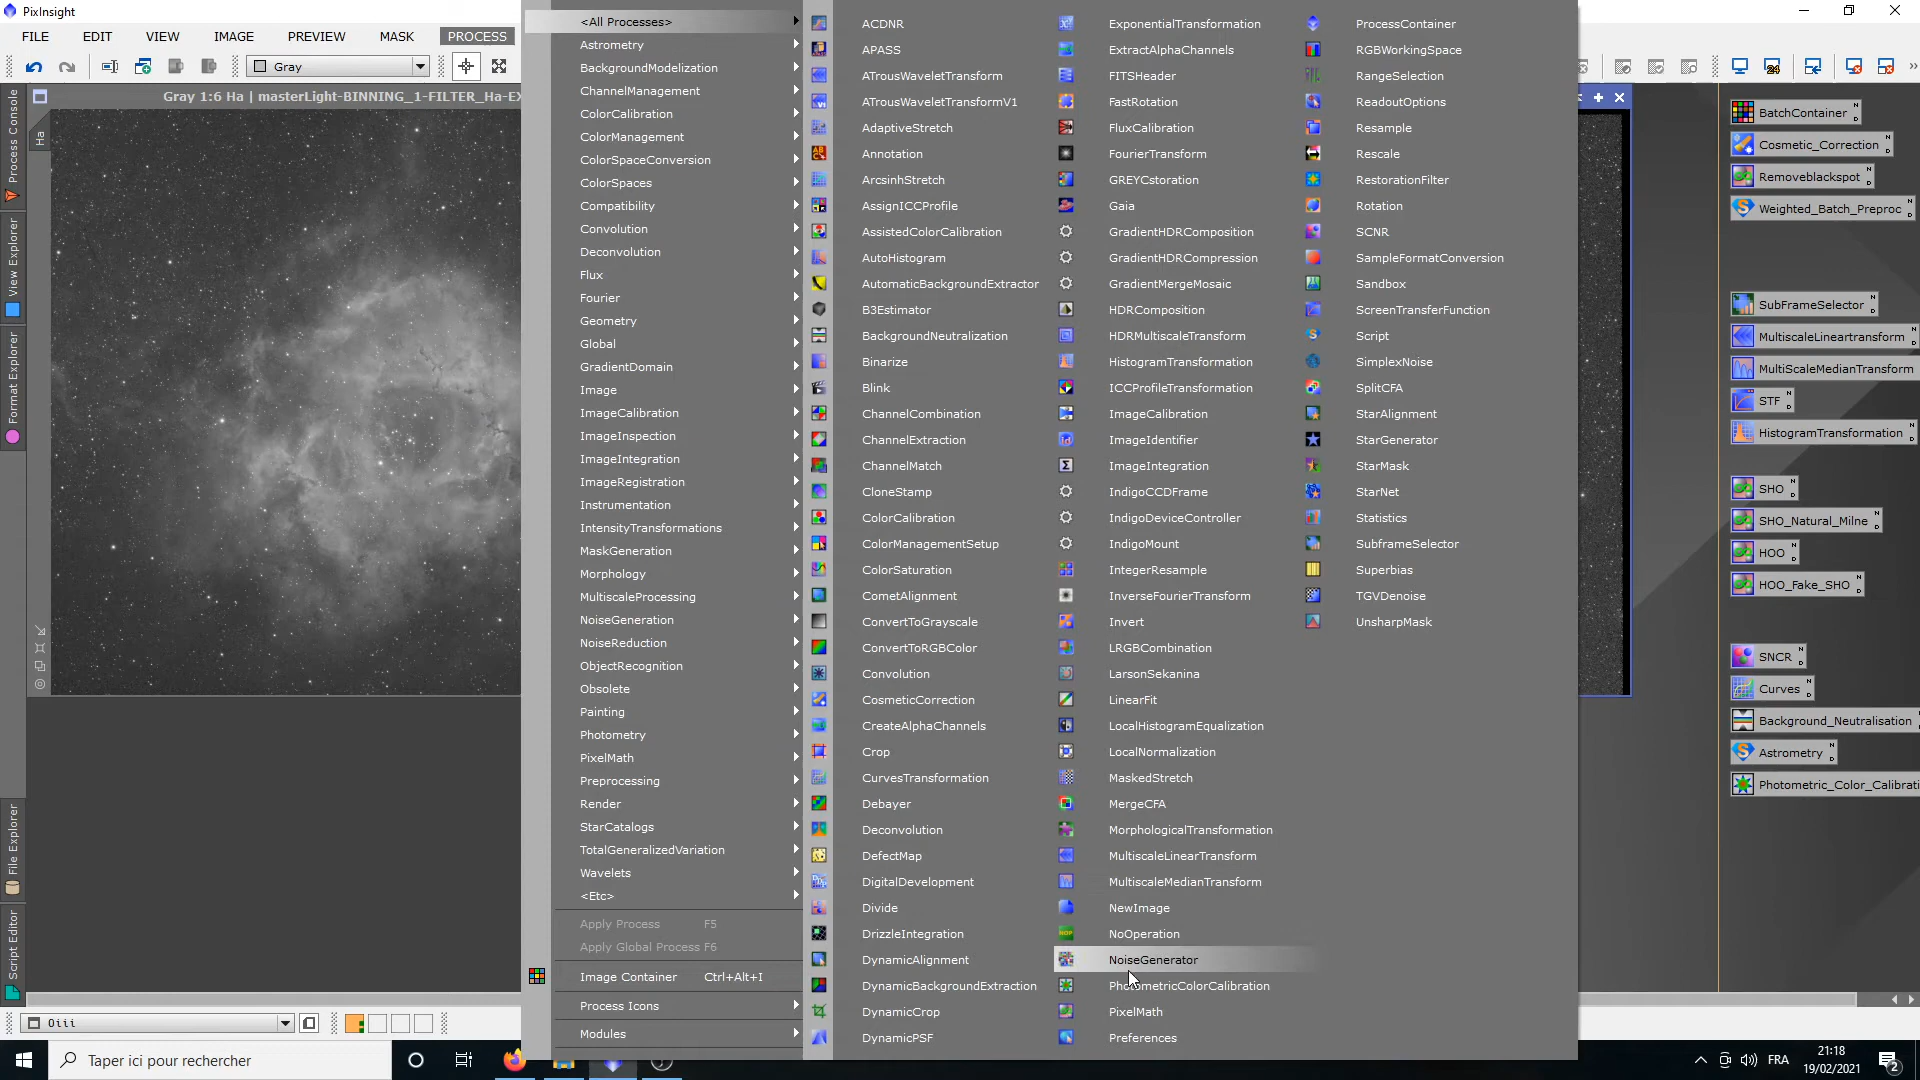 PixInsight
FILE EDIT VIEW IMAGE PREVIEW MASK PROCESS
Gray
24
Gray 1:6 Ha | masterLight-BINNING_1-FILTER_Ha-EX
Ha
Process Console
View Explorer
Format Explorer
File Explorer
Script Editor
<All Processes>
Astrometry
BackgroundModelization
ChannelManagement
ColorCalibration
ColorManagement
ColorSpaceConversion
ColorSpaces
Compatibility
Convolution
Deconvolution
Flux
Fourier
Geometry
Global
GradientDomain
Image
ImageCalibration
ImageInspection
ImageIntegration
ImageRegistration
Instrumentation
IntensityTransformations
MaskGeneration
Morphology
MultiscaleProcessing
NoiseGeneration
NoiseReduction
ObjectRecognition
Obsolete
Painting
Photometry
PixelMath
Preprocessing
Render
StarCatalogs
TotalGeneralizedVariation
Wavelets
<Etc>
Apply Process F5
Apply Global Process F6
Image Container Ctrl+Alt+I
Process Icons
Modules
ACDNR
APASS
ATrousWaveletTransform
ATrousWaveletTransformV1
AdaptiveStretch
Annotation
ArcsinhStretch
AssignICCProfile
AssistedColorCalibration
AutoHistogram
AutomaticBackgroundExtractor
B3Estimator
BackgroundNeutralization
Binarize
Blink
ChannelCombination
ChannelExtraction
ChannelMatch
CloneStamp
ColorCalibration
ColorManagementSetup
ColorSaturation
CometAlignment
ConvertToGrayscale
ConvertToRGBColor
Convolution
CosmeticCorrection
CreateAlphaChannels
Crop
CurvesTransformation
Debayer
Deconvolution
DefectMap
DigitalDevelopment
Divide
DrizzleIntegration
DynamicAlignment
DynamicBackgroundExtraction
DynamicCrop
DynamicPSF
ExponentialTransformation
ExtractAlphaChannels
FITSHeader
FastRotation
FluxCalibration
FourierTransform
GREYCstoration
Gaia
GradientHDRComposition
GradientHDRCompression
GradientMergeMosaic
HDRComposition
HDRMultiscaleTransform
HistogramTransformation
ICCProfileTransformation
ImageCalibration
ImageIdentifier
ImageIntegration
IndigoCCDFrame
IndigoDeviceController
IndigoMount
IntegerResample
InverseFourierTransform
Invert
LRGBCombination
LarsonSekanina
LinearFit
LocalHistogramEqualization
LocalNormalization
MaskedStretch
MergeCFA
MorphologicalTransformation
MultiscaleLinearTransform
MultiscaleMedianTransform
NewImage
NoOperation
NoiseGenerator
PhotometricColorCalibration
PixelMath
Preferences
ProcessContainer
RGBWorkingSpace
RangeSelection
ReadoutOptions
Resample
Rescale
RestorationFilter
Rotation
SCNR
SampleFormatConversion
Sandbox
ScreenTransferFunction
Script
SimplexNoise
SplitCFA
StarAlignment
StarGenerator
StarMask
StarNet
Statistics
SubframeSelector
Superbias
TGVDenoise
UnsharpMask
BatchContainer
Cosmetic_Correction
Removeblackspot
Weighted_Batch_Preproc
SubFrameSelector
MultiscaleLineartransform
MultiScaleMedianTransform
STF
HistogramTransformation
SHO
SHO_Natural_Milne
HOO
HOO_Fake_SHO
SNCR
Curves
Background_Neutralisation
Astrometry
Photometric_Color_Calibrati
Oiii
Taper ici pour rechercher
FRA
21:18
19/02/2021
2